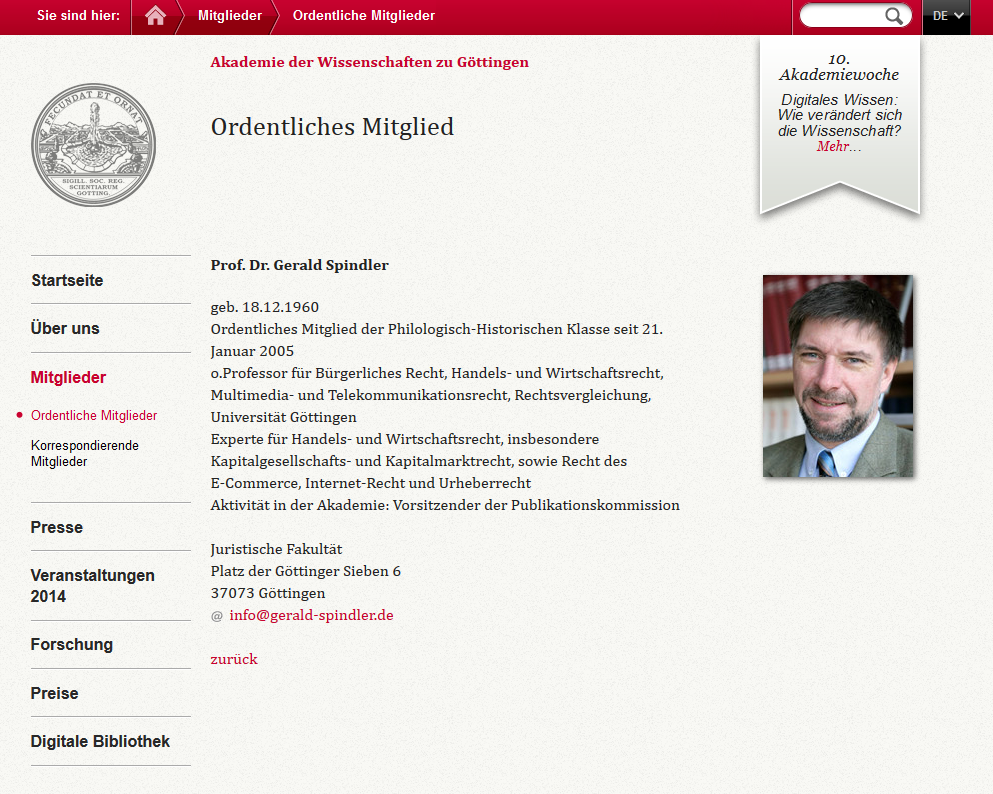 Sie sind hier:
Mitglieder
Ordentliche Mitglieder
DE
Akademie der Wissenschaften zu Göttingen
10.
Akademiewoche
Digitales Wissen:
Wie verändert sich
die Wissenschaft?
Mehr…
FECUNDAT ET ORNAT
SIGILL. SOC. REG.
SCIENTIARUM
GOTTING.
Ordentliches Mitglied
Startseite
Über uns
Mitglieder
Ordentliche Mitglieder
Korrespondierende
Mitglieder
Presse
Veranstaltungen
2014
Forschung
Preise
Digitale Bibliothek
Prof. Dr. Gerald Spindler
geb. 18.12.1960
Ordentliches Mitglied der Philologisch-Historischen Klasse seit 21.
Januar 2005
o.Professor für Bürgerliches Recht, Handels- und Wirtschaftsrecht,
Multimedia- und Telekommunikationsrecht, Rechtsvergleichung,
Universität Göttingen
Experte für Handels- und Wirtschaftsrecht, insbesondere
Kapitalgesellschafts- und Kapitalmarktrecht, sowie Recht des
E-Commerce, Internet-Recht und Urheberrecht
Aktivität in der Akademie: Vorsitzender der Publikationskommission
Juristische Fakultät
Platz der Göttinger Sieben 6
37073 Göttingen
@ info@gerald-spindler.de
zurück